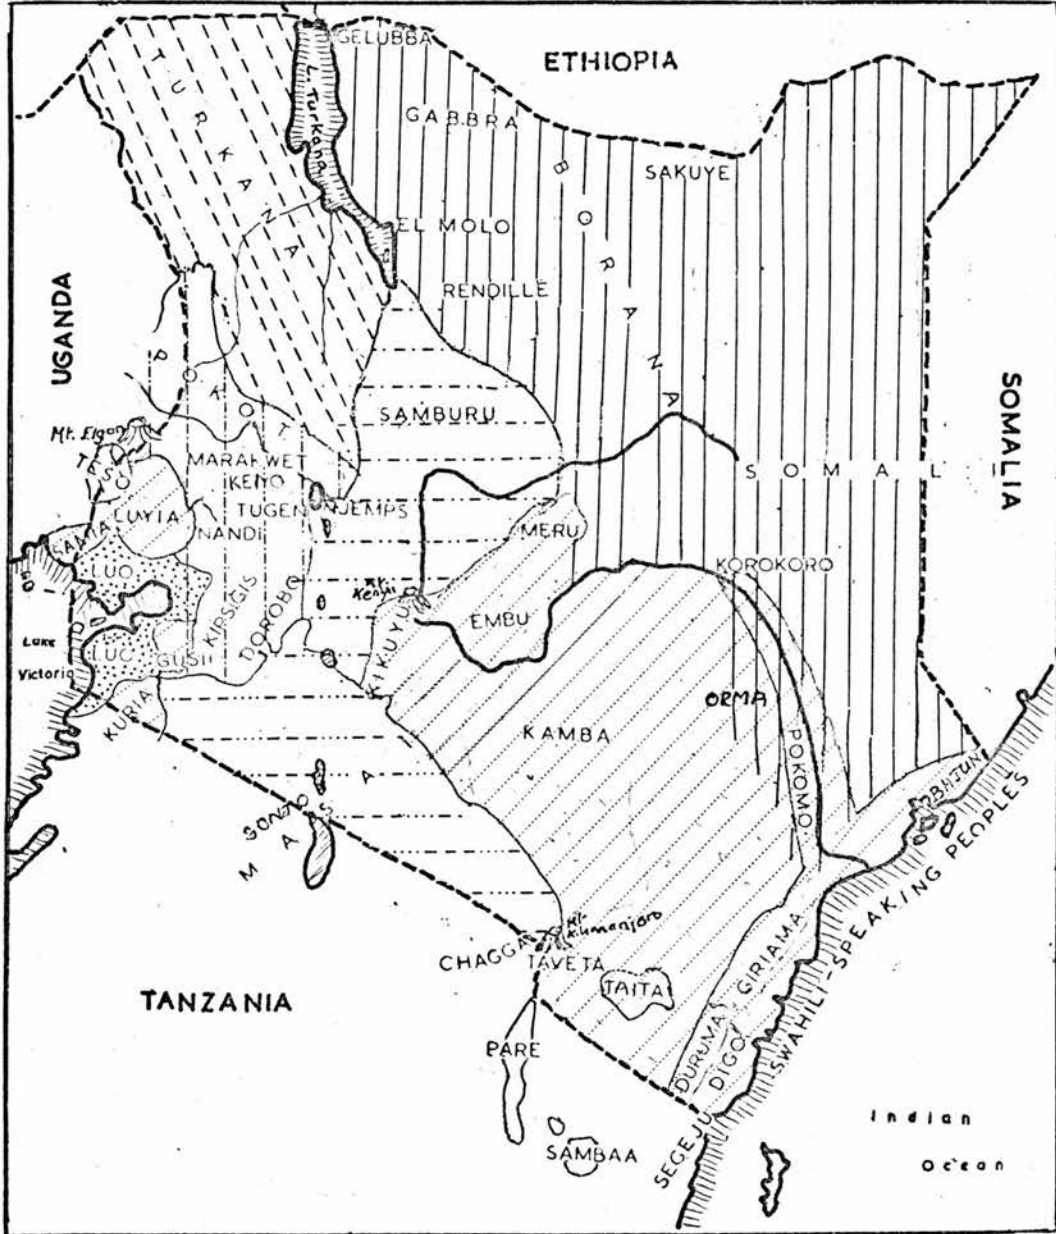 GELUBBA
ETHIOPIA
TURKANA
L. Turkana
GABBRA
BORANA
SAKUYE
EL MOLO
RENDILLE
UGANDA
POKOT
SAMBURU
SOMALIA
Mt. Elgon
TESO
MARAKWET
KEIYO
SOMALI
LUYIA
TUGEN
NJEMPS
SAMIA
NANDI
MERU
LUO
KOROKORO
Mt. Kenya
KIPSIGIS
DOROBO
EMBU
KIKUYU
Lake
Victoria
LUO
GUSII
KURIA
ORMA
KAMBA
POKOMO
BAJUN
SONJO
MASA
SWAHILI-SPEAKING PEOPLES
Mt. Kilimanjaro
CHAGGA
TAVETA
TAITA
GIRIAMA
TANZANIA
PARE
DURUMA
DIGO
SEGEJU
SAMBAA
Indian
Ocean